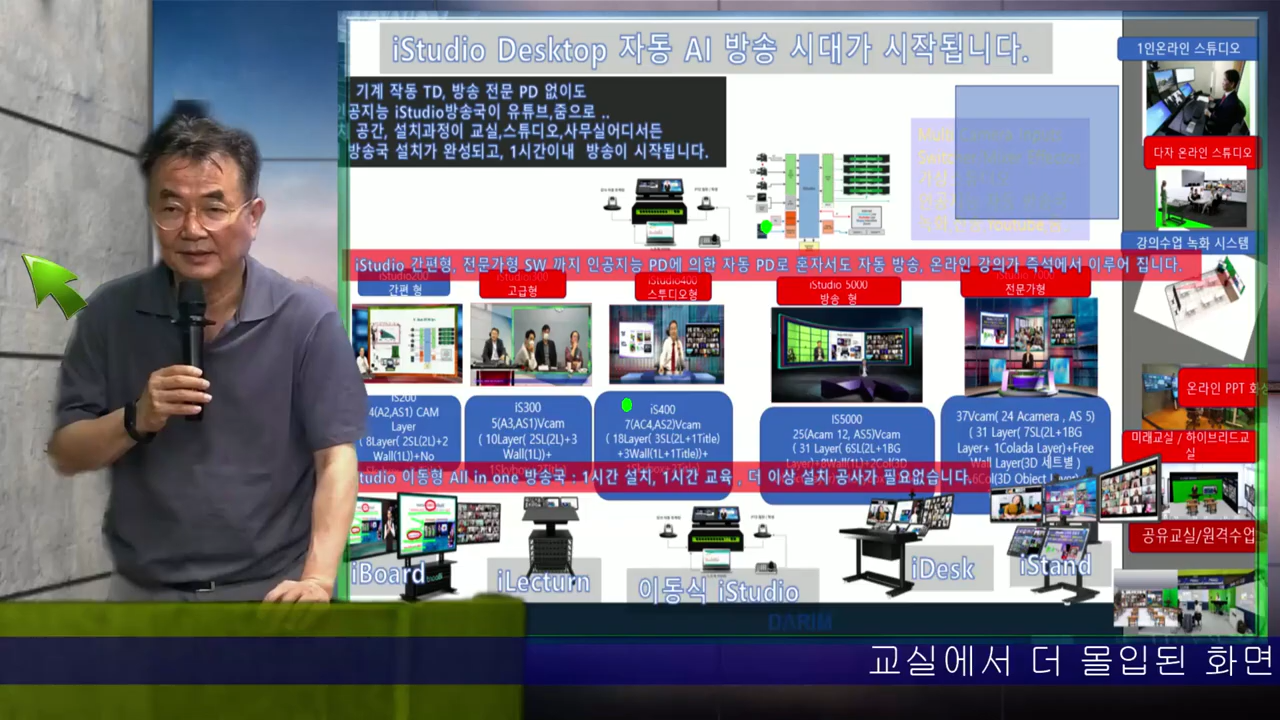 iStudio Desktop 자동 AI 방송 시대가 시작됩니다.
기계 작동 TD, 방송 전문 PD 없이도
공지능 iStudio방송국이 유튜브,줌으로 ..
공간, 설치과정이 교실,스튜디오,사무실어디서든
방송국 설치가 완성되고, 1시간이내 방송이 시작됩니다.
1인온라인 스튜디오
다자 온라인 스튜디오
강의수업 녹화 시스템
온라인 PPT
미래교실 / 하이브리드교
실
공유교실/원격수업
iStudio 간편형, 전문가형 SW 까지 인공지능 PD에 의한 자동 PD로 혼자서도 자동 방송, 온라인 강의가 즉석에서 이루어 집니다.
간편 형
고급형
스투디오형
iStudio 5000
방송 형
전문가형
IS200
4(A2,AS1) CAM
Layer
( 8Layer( 2SL(2L)+2
Wall(1L))+No
IS300
5(A3,AS1)Vcam
( 10Layer( 2SL(2L)+3
Wall(1L))+
iS400
7(AC4,AS2)Vcam
( 18Layer( 3SL(2L+1Title)
+3Wall(1L+1Title))+
IS5000
25(Acam 12, AS5)Vcam
( 31 Layer( 6SL(2L+1BG
37Vcam( 24 Acamera , AS 5)
( 31 Layer( 7SL(2L+1BG
Layer+ 1Colada Layer)+Free
Wall Layer(3D 세트별 )
tudio 이동형 All in one 방송국 : 1시간 설치, 1시간 교육 , 더 이상 설치 공사가 필요없습니다.
iBoard
iLecturn
이동식 iStudio
iDesk
iStand
DARIM
교실에서 더 몰입된 화면